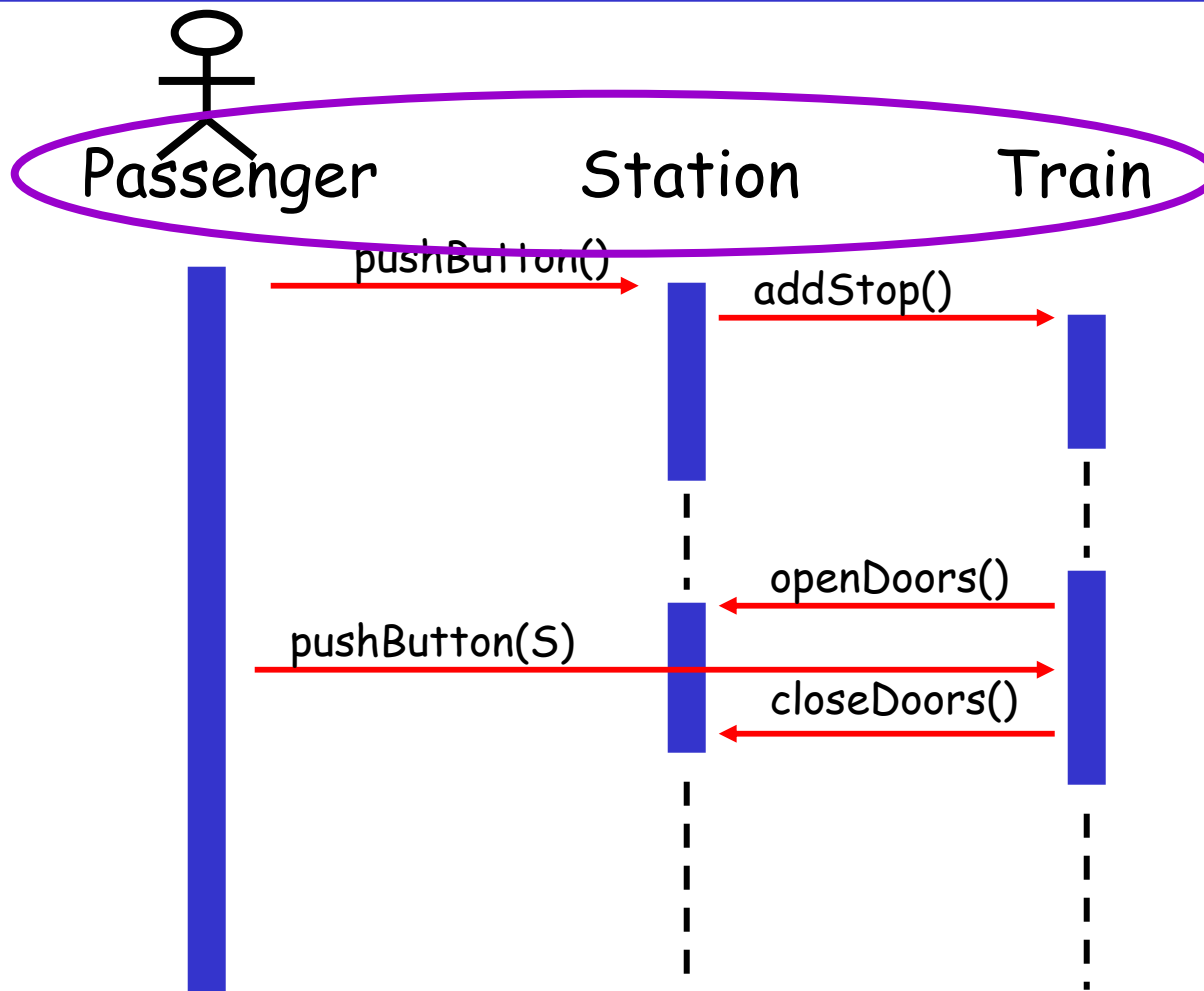 Passenger Station Train
pushButton()
addStop()
openDoors()
pushButton(S)
closeDoors()